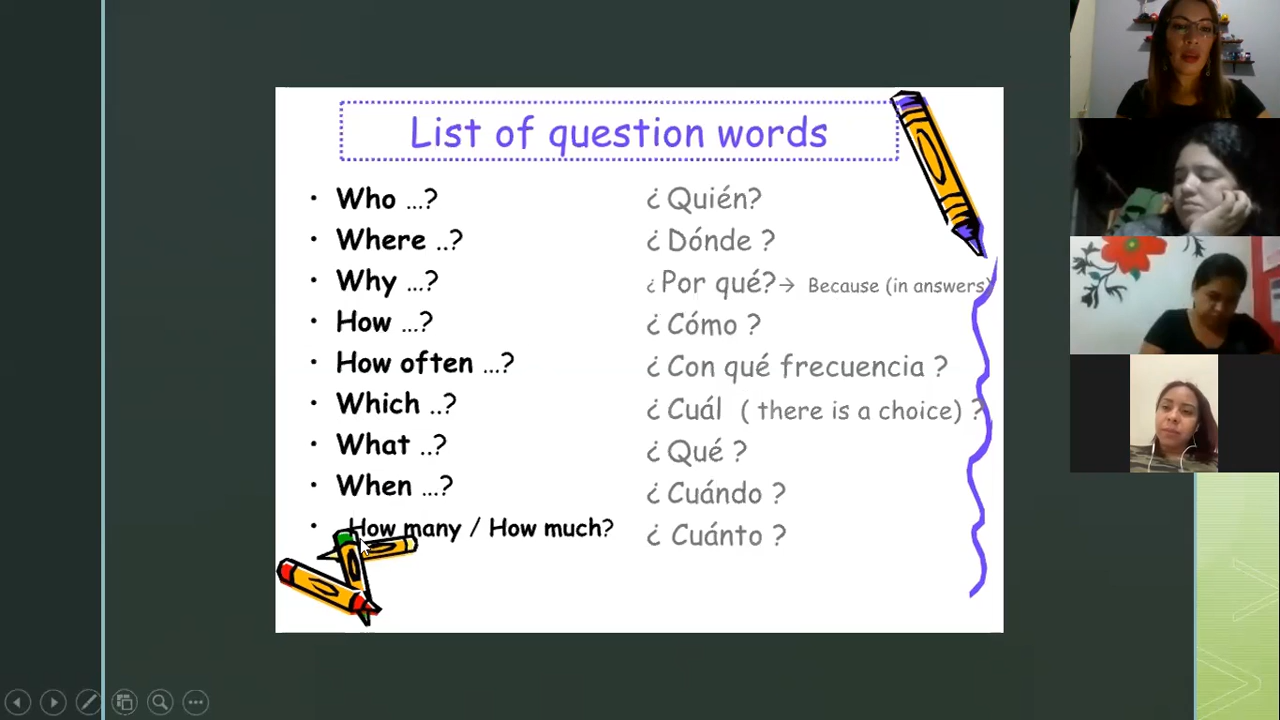 List of question words
• Who ...? ¿ Quién?
• Where ..? ¿ Dónde ?
• Why ...? ¿ Por qué?→ Because (in answers)
• How ...? ¿ Cómo ?
• How often ...? ¿ Con qué frecuencia ?
• Which ..? ¿ Cuál ( there is a choice) ?
• What ..? ¿ Qué ?
• When ...? ¿ Cuándo ?
• How many / How much? ¿ Cuánto ?